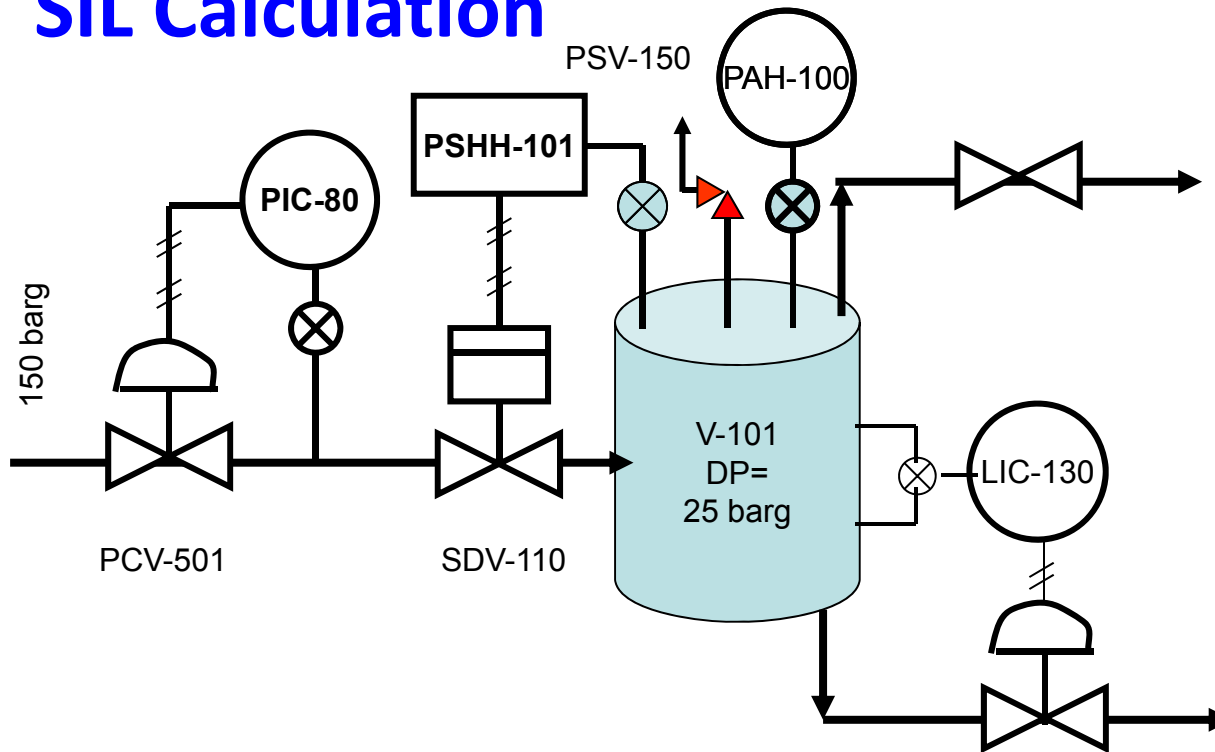 SIL Calculation
PSV-150
PAH-100
PSHH-101
PIC-80
150 barg
V-101
DP=
25 barg
LIC-130
PCV-501
SDV-110